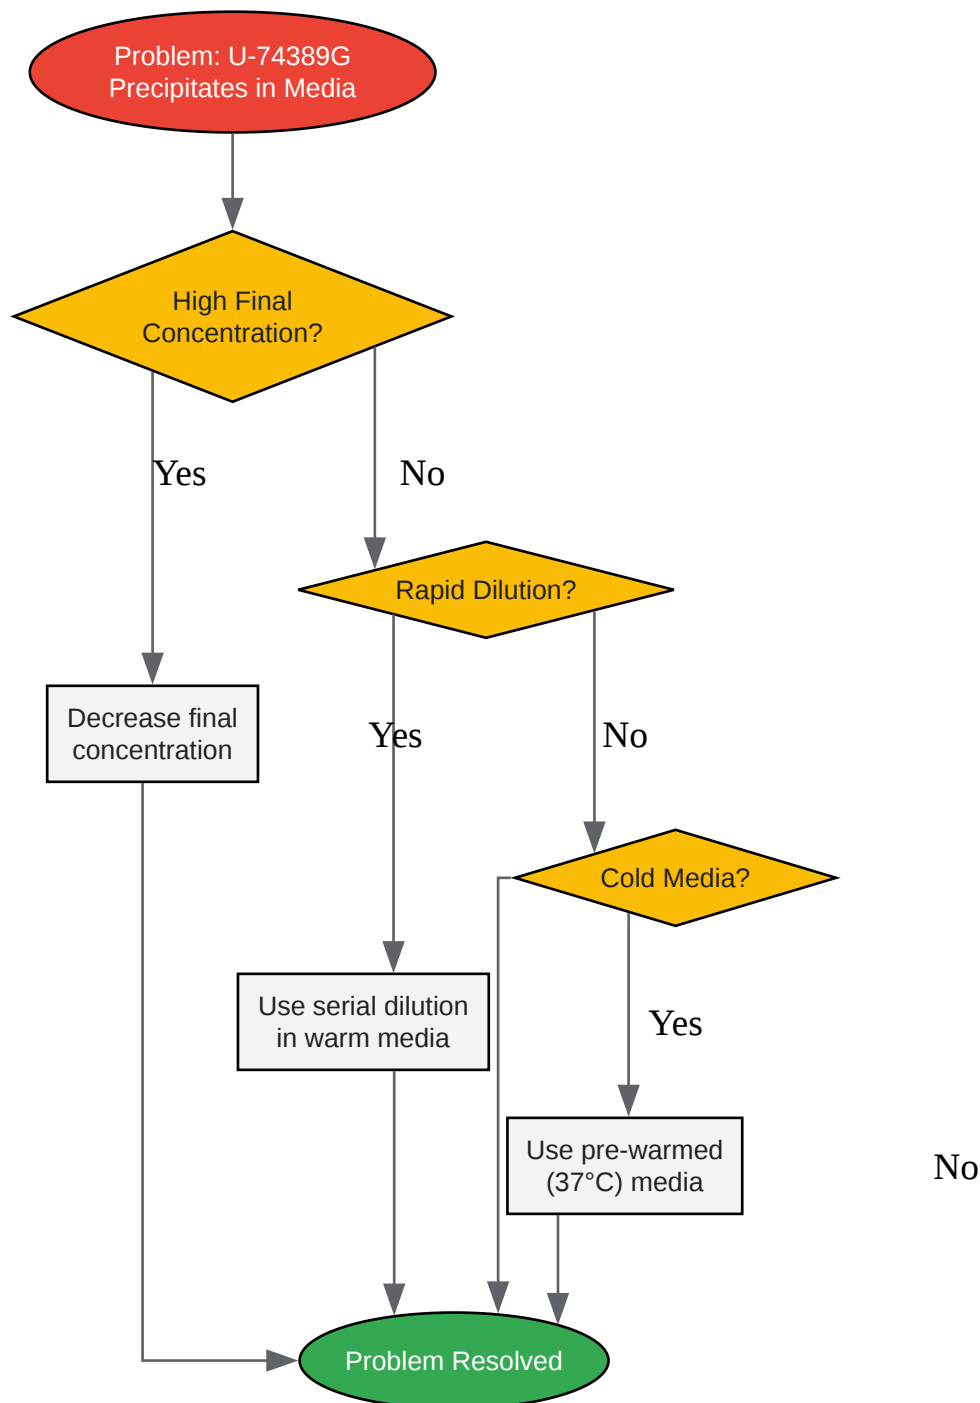 Problem: U-74389G
Precipitates in Media
High Final
Concentration?
Yes
No
Rapid Dilution?
Decrease final
concentration
Yes
No
Cold Media?
Use serial dilution
in warm media
Yes
Use pre-warmed
(37°C) media
No
Problem Resolved